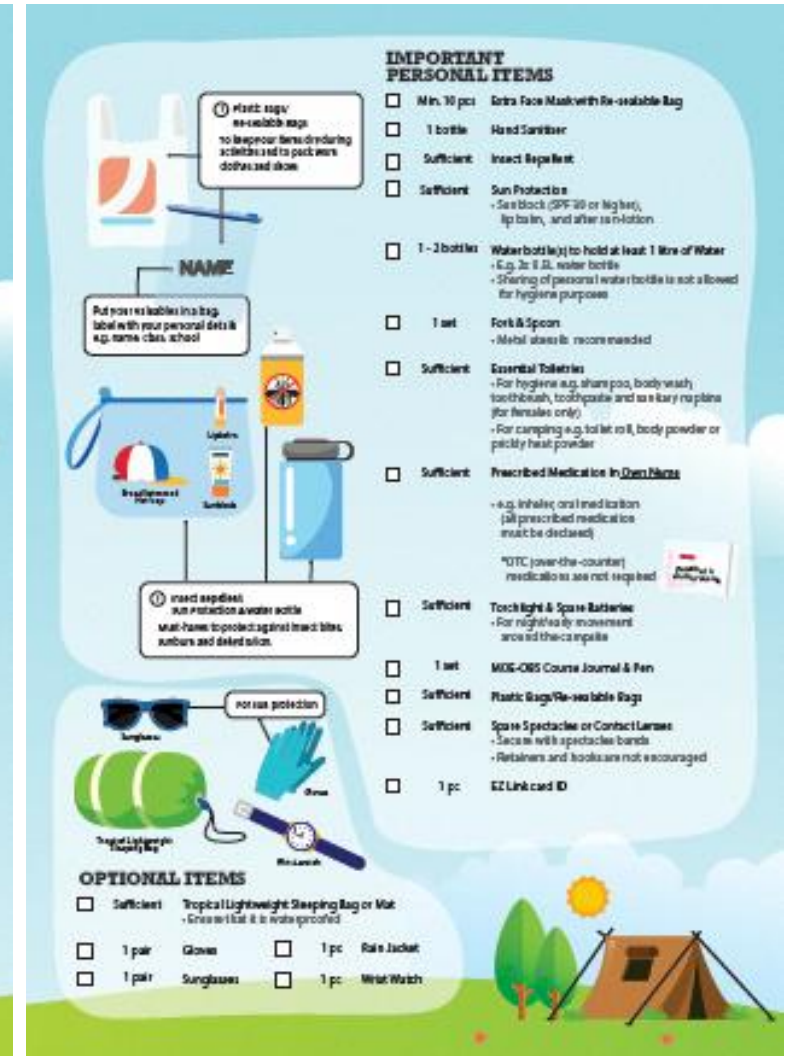 IMPORTANT
PERSONAL ITEMS
Min. 10 pcs Extra Face Mask with Re-sealable Bag
1 bottle Hand Sanitiser
Sufficient Insect Repellent
Sufficient Sun Protection
- Sunblock (SPF 30 or higher),
lip balm, and after sun-lotion
1 - 2 bottles Water bottle(s) to hold at least 1 litre of Water
- E.g. 2x 0.5L water bottle
- Sharing of personal water bottle is not allowed
for hygiene purposes
1 set Fork & Spoon
- Metal utensils recommended
Sufficient Essential Toiletries
- For hygiene e.g. shampoo, body wash,
toothbrush, toothpaste and sanitary napkins
(for females only)
- For camping e.g. toilet roll, body powder or
prickly heat powder
Sufficient Prescribed Medication in Own Name
- e.g. inhaler, oral medication
(all prescribed medication
must be declared)
*OTC (over-the-counter)
medications are not required
Sufficient Torchlight & Spare Batteries
- For night/early movement
around the campsite
1 set MOE-OBS Course Journal & Pen
Sufficient Plastic Bags/Re-sealable Bags
Sufficient Spare Spectacles or Contact Lenses
- Secure with spectacles bands
- Retainers and hooks are not encouraged
1 pc EZ Link card ID
Plastic Bags/
Re-sealable Bags
To keep your items dry during
activities and to pack worn
clothes and shoes
NAME
Put your valuables in a bag,
label with your personal details
e.g. name, class, school
Lip balm
Sunblock
Insect Repellent,
Sun Protection & Water Bottle
Must-haves to protect against insect bites,
sunburn and dehydration.
For sun protection
Sunglasses
Gloves
Tropical Lightweight
Sleeping Bag
Wrist Watch
OPTIONAL ITEMS
Sufficient Tropical Lightweight Sleeping Bag or Mat
- Ensure that it is waterproofed
1 pair Gloves 1 pc Rain Jacket
1 pair Sunglasses 1 pc Wrist Watch